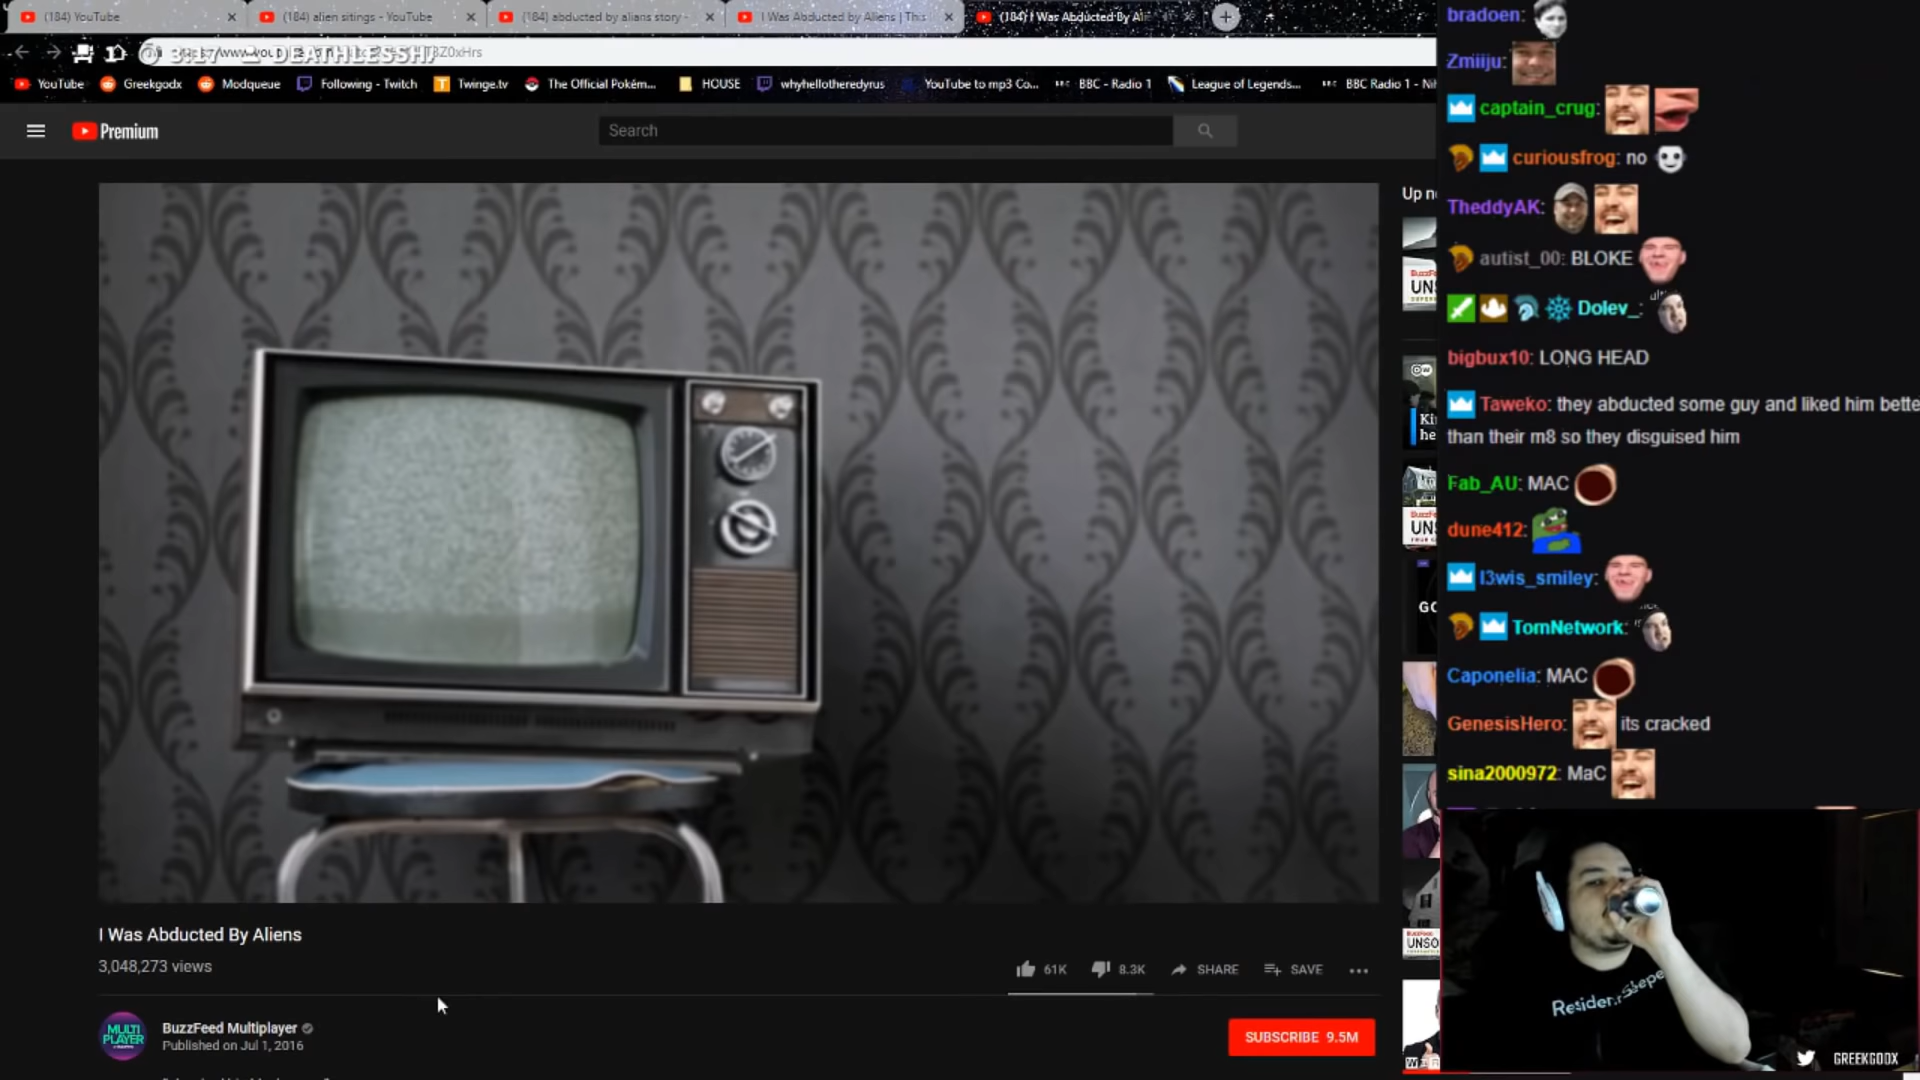 (184) YouTube
(184) alien sitings - YouTube
(184) abducted by aliens story -
I Was Abducted by Aliens | This
(184) I Was Abducted By Al
3:17
DEATHLESSH
BZ0xHrs
YouTube
Greekgodx
Modqueue
Following - Twitch
Twinge.tv
The Official Pokém...
HOUSE
whyhellotheredyrus
YouTube to mp3 Co...
BBC - Radio 1
League of Legends...
BBC Radio 1 - Ni
Premium
Search
Up n
I Was Abducted By Aliens
3,048,273 views
61K
8.3K
SHARE
SAVE
MULTI
PLAYER
BuzzFeed Multiplayer
Published on Jul 1, 2016
SUBSCRIBE 9.5M
bradoen:
Zmiiju:
captain_crug:
curiousfrog: no
TheddyAK:
autist_00: BLOKE
Dolev_:
bigbux10: LONG HEAD
Taweko: they abducted some guy and liked him bette
than their m8 so they disguised him
Fab_AU: MAC
dune412:
l3wis_smiley:
TomNetwork:
Caponelia: MAC
GenesisHero: its cracked
sina2000972: MaC
GREEKGODX